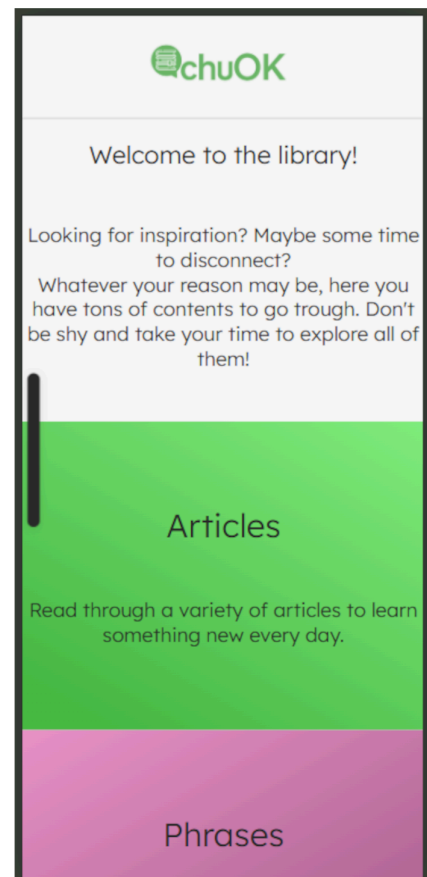 chuOK
Welcome to the library!
Looking for inspiration? Maybe some time
to disconnect?
Whatever your reason may be, here you
have tons of contents to go trough. Don't
be shy and take your time to explore all of
them!
Articles
Read through a variety of articles to learn
something new every day.
Phrases